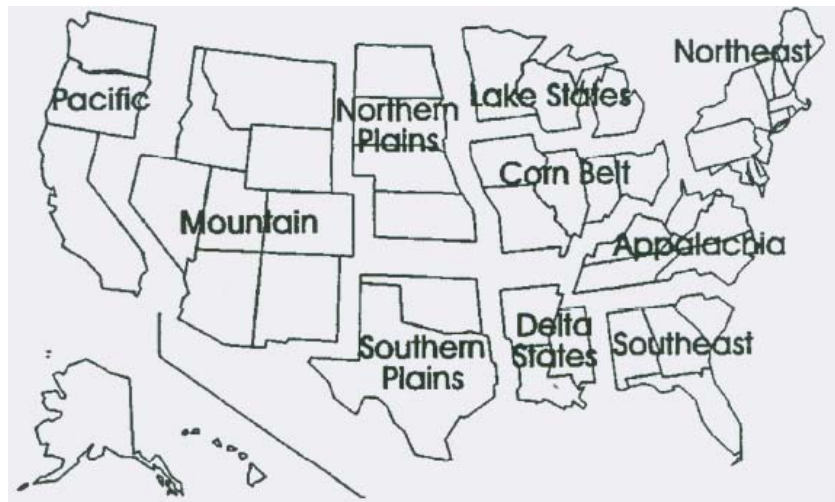 Northeast
Pacific
Northern
Plains
Lake States
Corn Belt
Mountain
Appalachia
Southern
Plains
Delta
States
Southeast